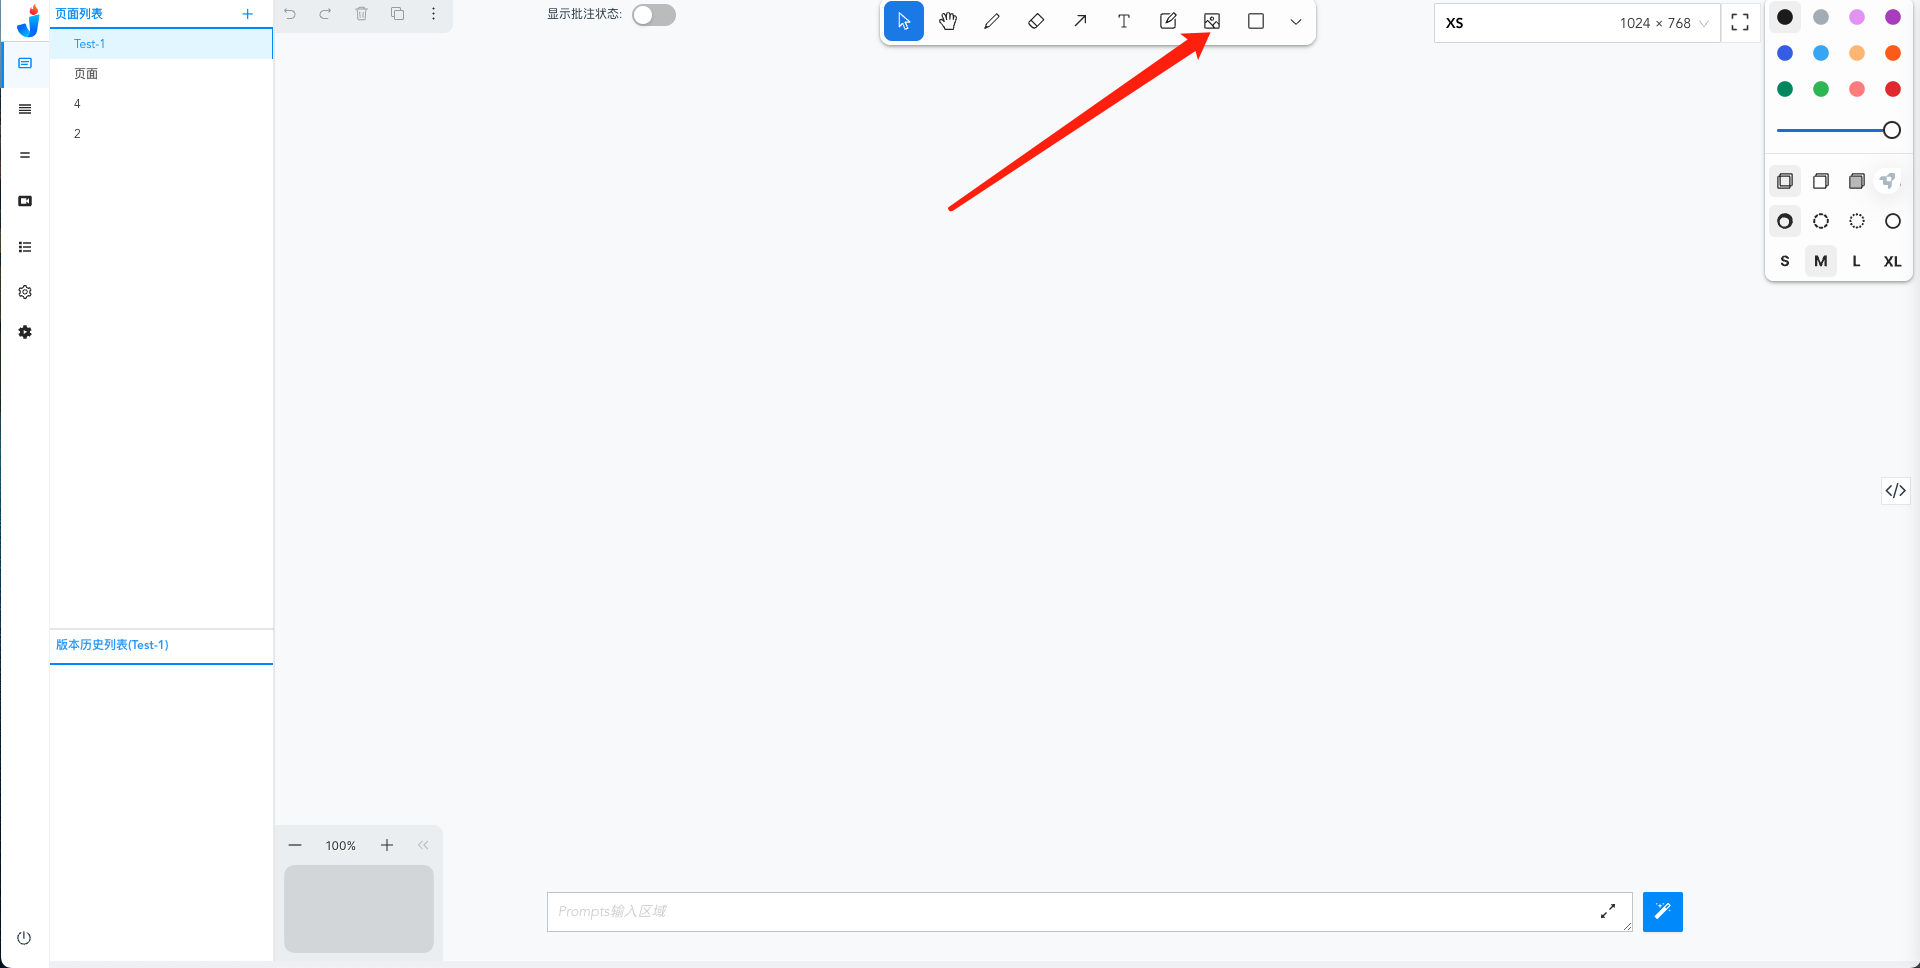 页面列表
Test-1
页面
4
2
版本历史列表(Test-1)
显示批注状态:
XS 1024 × 768
S M L XL
100%
Prompts输入区域